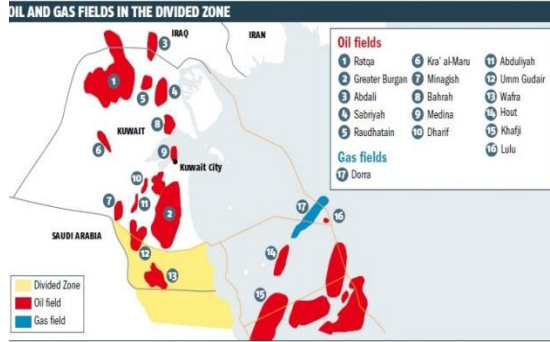 OIL AND GAS FIELDS IN THE DIVIDED ZONE
IRAQ
IRAN
3
1
5
4
KUWAIT
8
6
9
Kuwait City
10
7
11
2
SAUDI ARABIA
12
13
17
16
14
15
Divided Zone
Oil field
Gas field
Oil fields
1 Ratqa
2 Greater Burgan
3 Abdali
4 Sabriyah
5 Raudhatain
6 Kra' al-Maru
7 Minagish
8 Bahrah
9 Medina
10 Dharif
11 Abduliyah
12 Umm Gudair
13 Wafra
14 Hout
15 Khafji
16 Lulu
Gas fields
17 Dorra